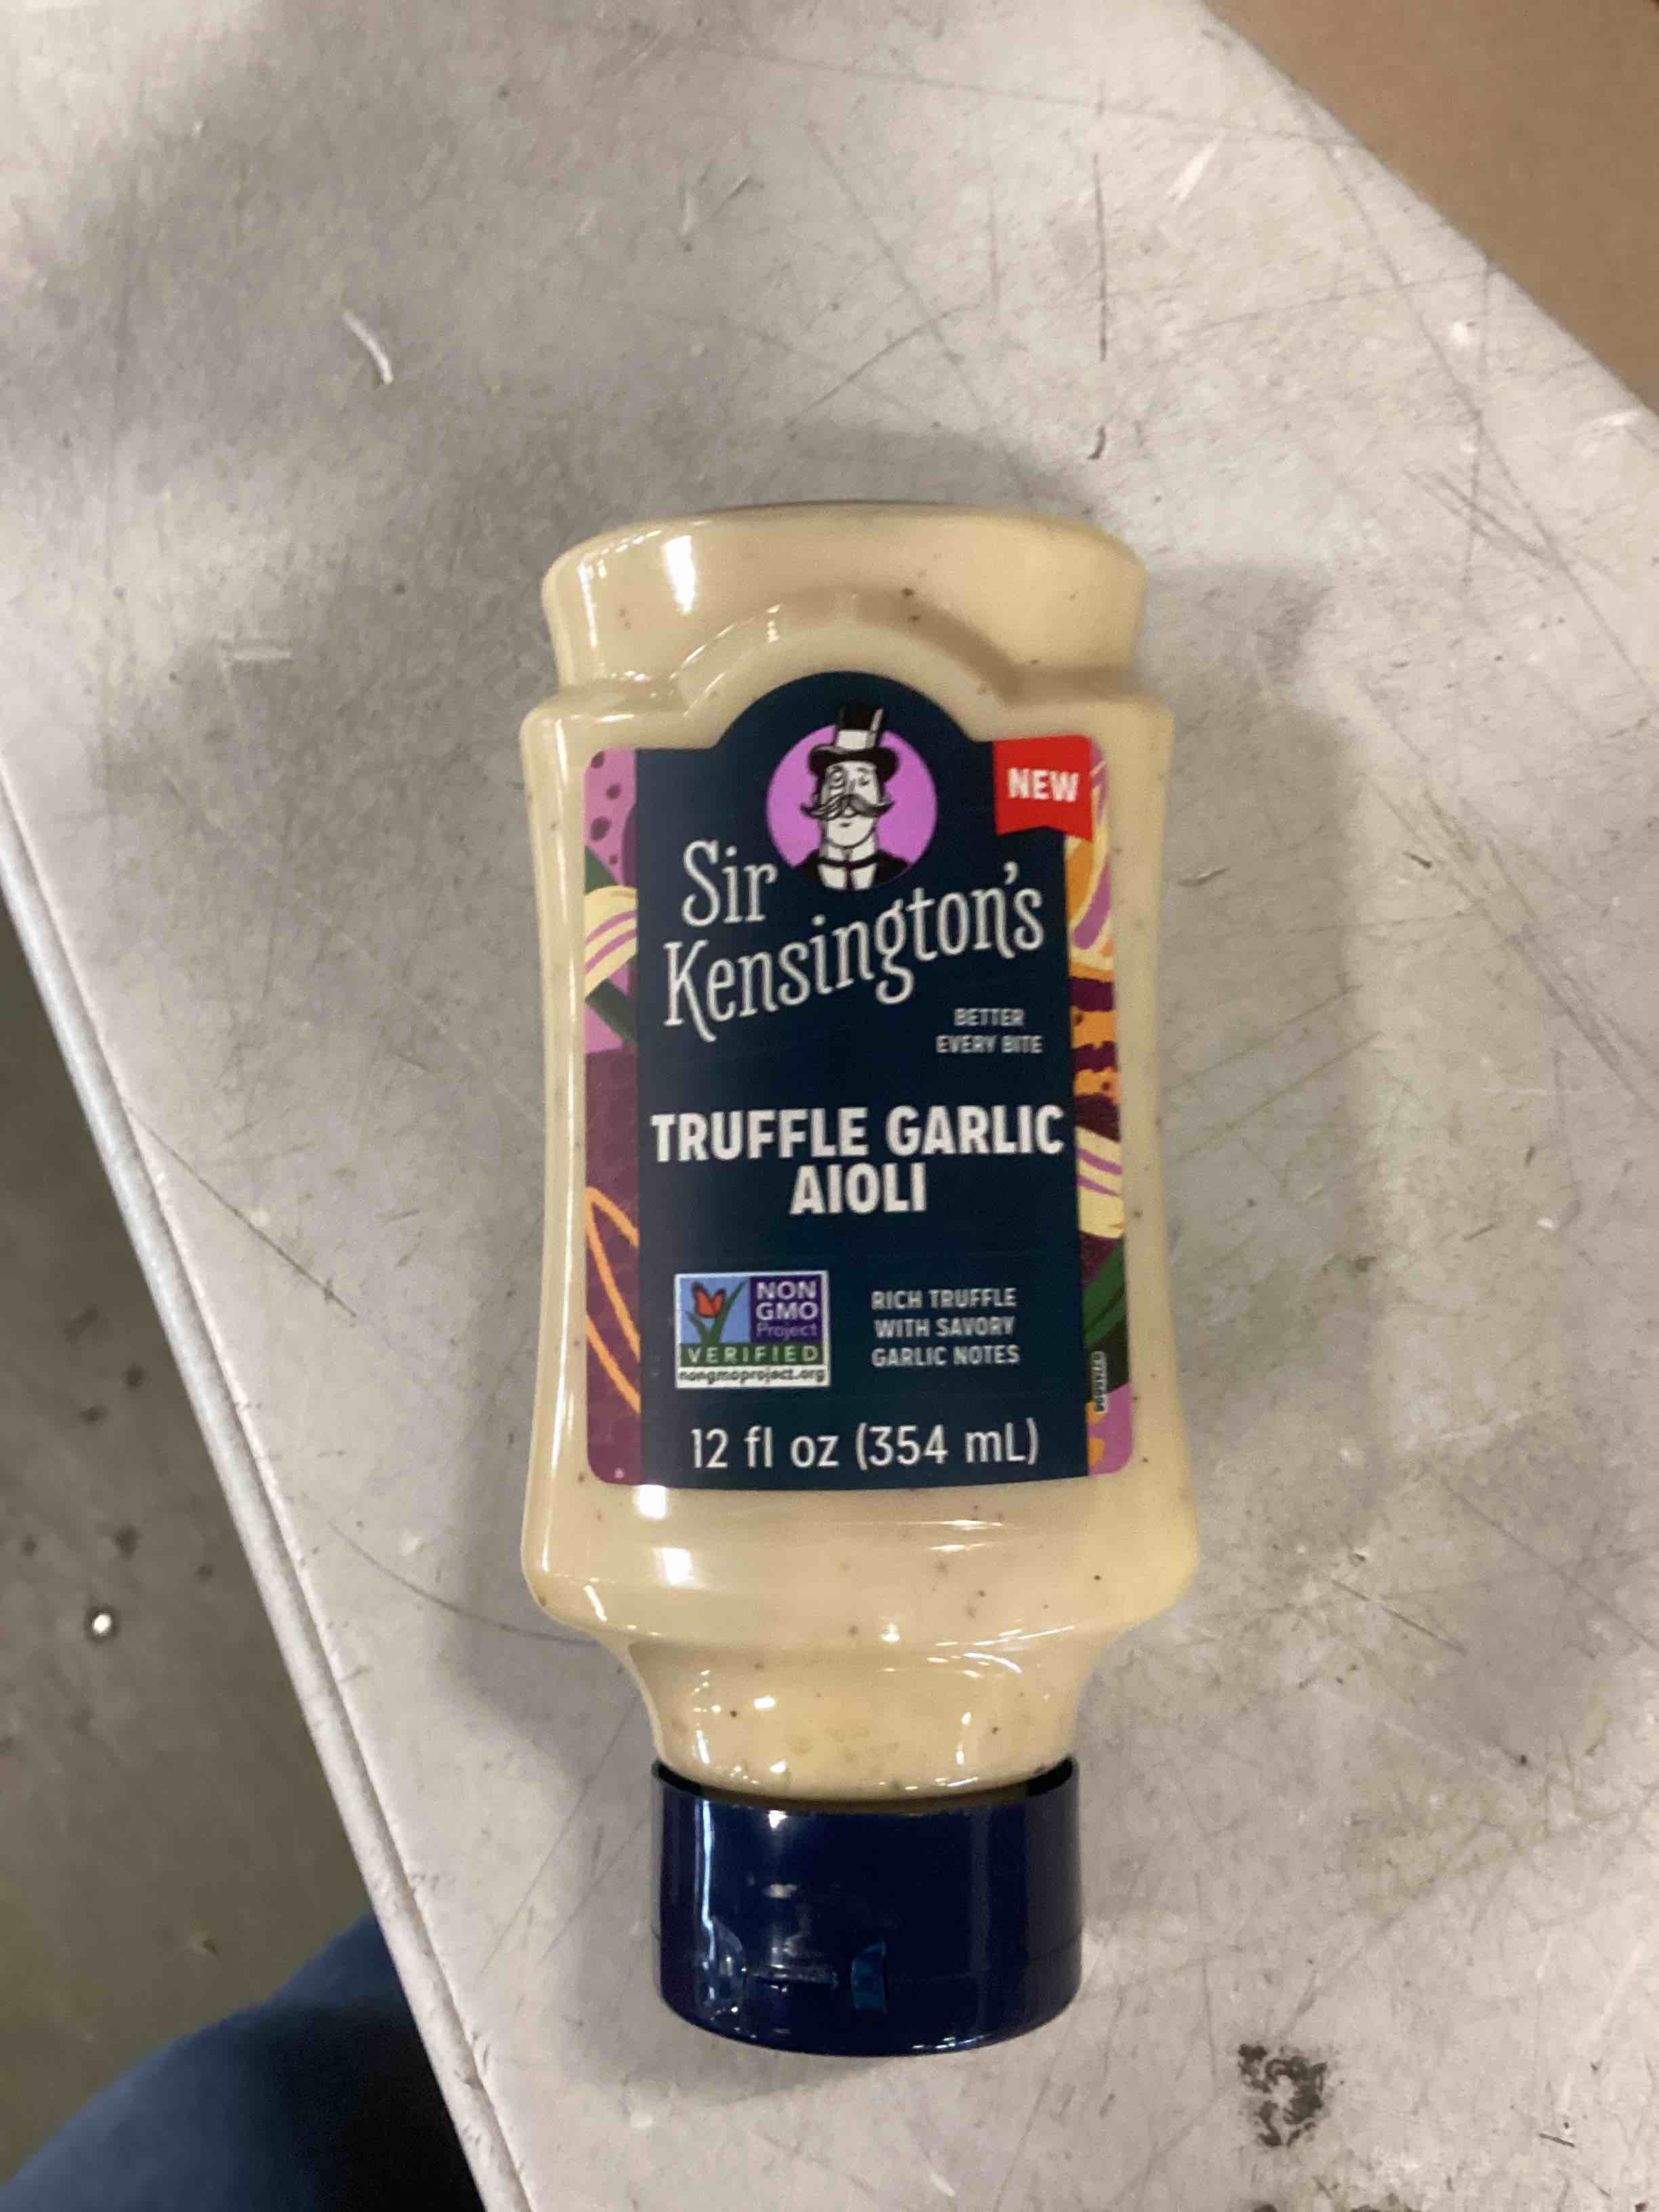 NEW
Sir
Kensington's
BETTER
EVERY BITE
TRUFFLE GARLIC
AIOLI
NON
GMO
Project
VERIFIED
nongmoproject.org
RICH TRUFFLE
WITH SAVORY
GARLIC NOTES
12 fl oz (354 mL)